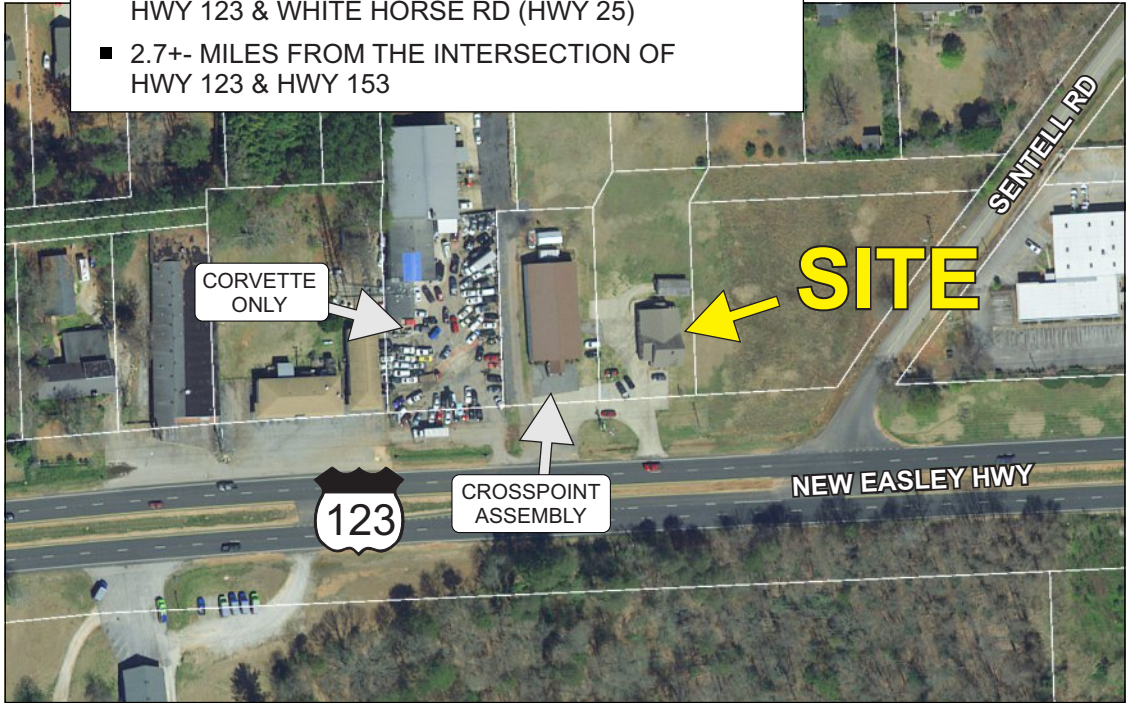 HWY 123 & WHITE HORSE RD (HWY 25)
■ 2.7+- MILES FROM THE INTERSECTION OF
HWY 123 & HWY 153
SENTELL RD
SITE
CORVETTE
ONLY
NEW EASLEY HWY
CROSSPOINT
ASSEMBLY
123